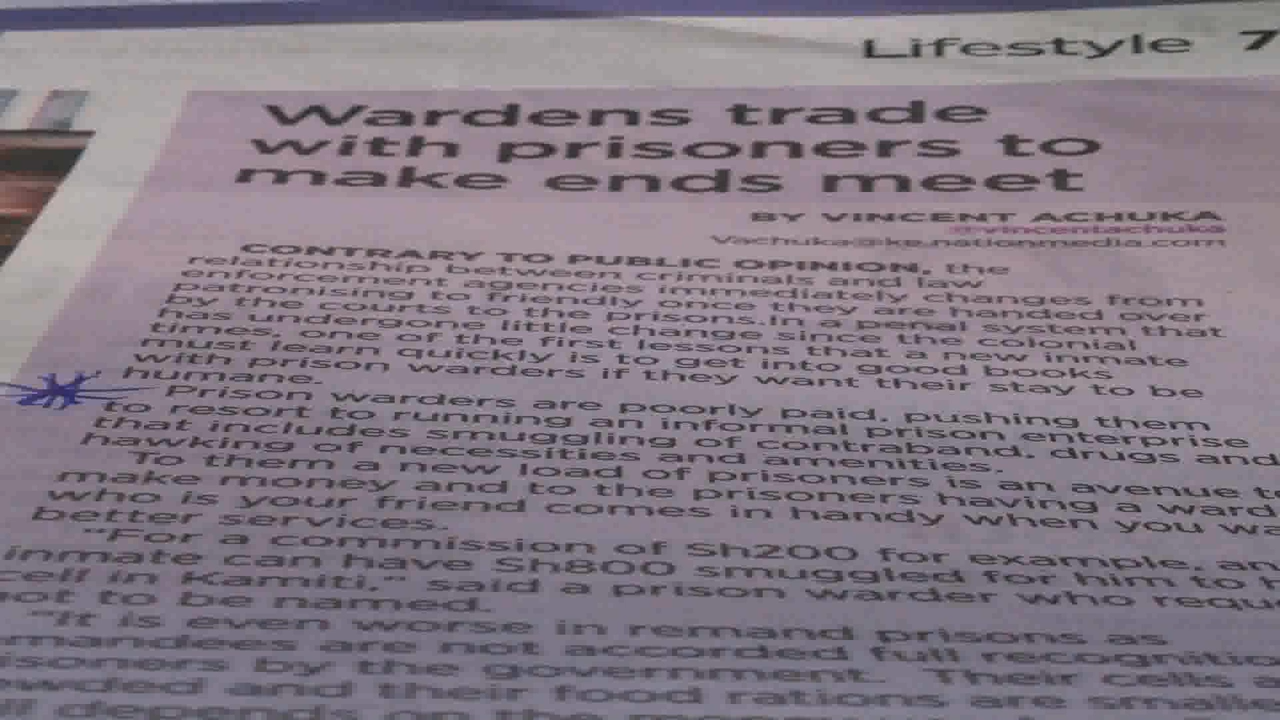 Lifestyle 7
Wardens trade
with prisoners to
make ends meet
BY VINCENT ACHUKA
@vincentachuka
Vachuka@ke.nationmedia.com
CONTRARY TO PUBLIC OPINION, the
relationship between criminals and law
enforcement agencies immediately changes from
patronising to friendly once they are handed over
by the courts to the prisons.In a penal system that
has undergone little change since the colonial
times, one of the first lessons that a new inmate
must learn quickly is to get into good books
with prison warders if they want their stay to be
humane.
Prison warders are poorly paid, pushing them
to resort to running an informal prison enterprise
that includes smuggling of contraband, drugs and
hawking of necessities and amenities.
To them a new load of prisoners is an avenue to
make money and to the prisoners having a ward
who is your friend comes in handy when you wa
better services.
"For a commission of Sh200 for example, an
inmate can have Sh800 smuggled for him to h
cell in Kamiti," said a prison warder who requ
not to be named.
"It is even worse in remand prisons as
mandees are not accorded full recognitio
isoners by the government. Their cells a
wded and their food rations are smalle
depends on the